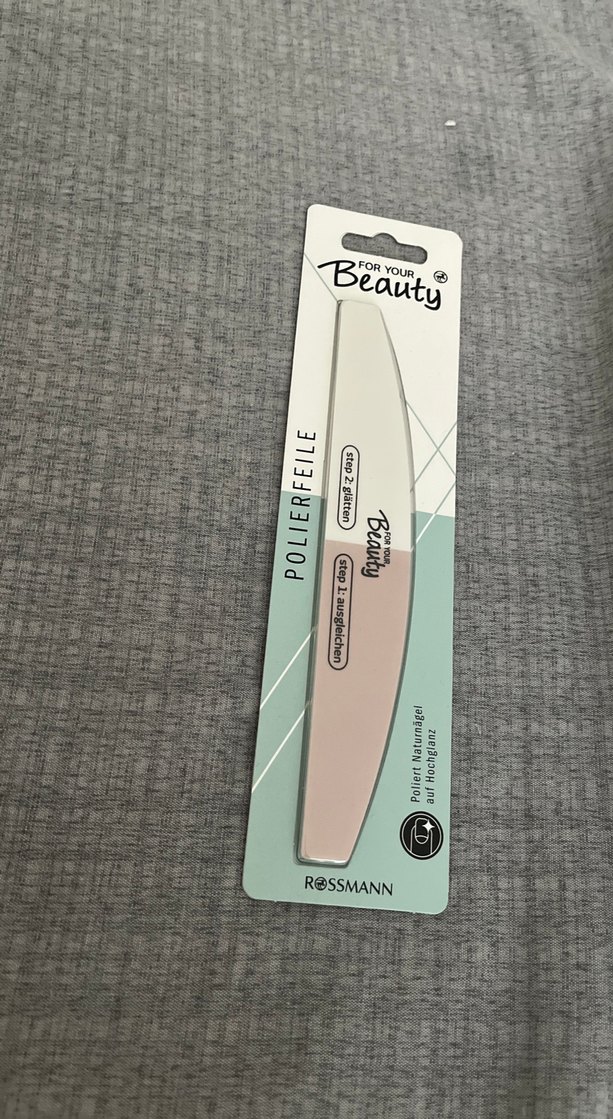 FOR YOUR
Beauty
POLIERFEILE
step 2: glätten
FOR YOUR
Beauty
step 1: ausgleichen
Poliert Naturnägel
auf Hochglanz
ROSSMANN